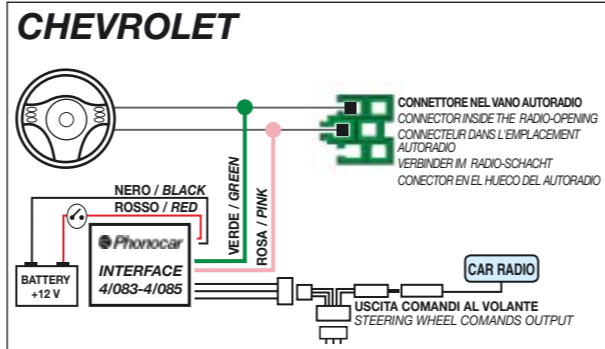 CHEVROLET
CONNETTORE NEL VANO AUTORADIO
CONNECTOR INSIDE THE RADIO-OPENING
CONNECTEUR DANS L'EMPLACEMENT
AUTORADIO
VERBINDER IM RADIO-SCHACHT
CONECTOR EN EL HUECO DEL AUTORADIO
NERO / BLACK
ROSSO / RED
VERDE / GREEN
ROSA / PINK
Phonocar
INTERFACE
4/083-4/085
BATTERY
+12 V
CAR RADIO
USCITA COMANDI AL VOLANTE
STEERING WHEEL COMANDS OUTPUT